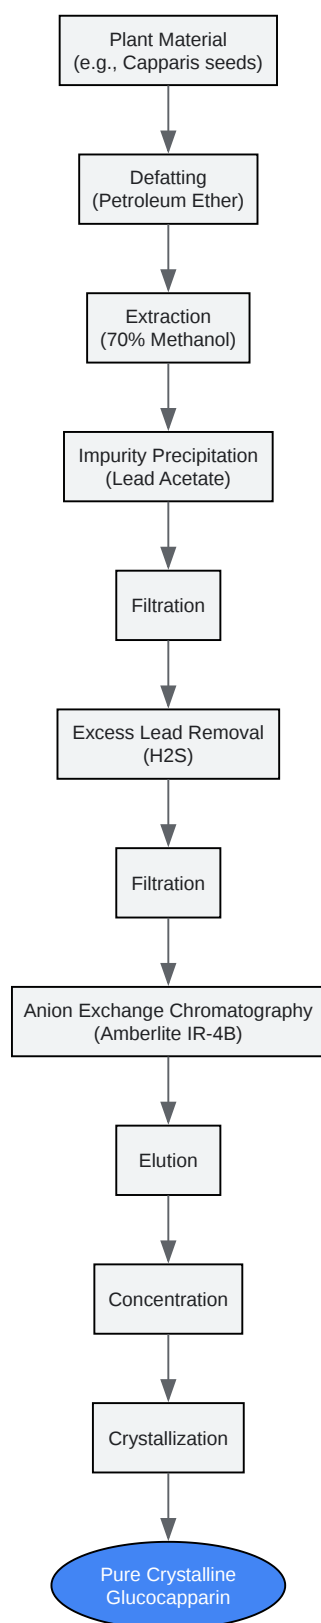 Plant Material
(e.g., Capparis seeds)
Defatting
(Petroleum Ether)
Extraction
(70% Methanol)
Impurity Precipitation
(Lead Acetate)
Filtration
Excess Lead Removal
(H2S)
Filtration
Anion Exchange Chromatography
(Amberlite IR-4B)
Elution
Concentration
Crystallization
Pure Crystalline
Glucocapparin